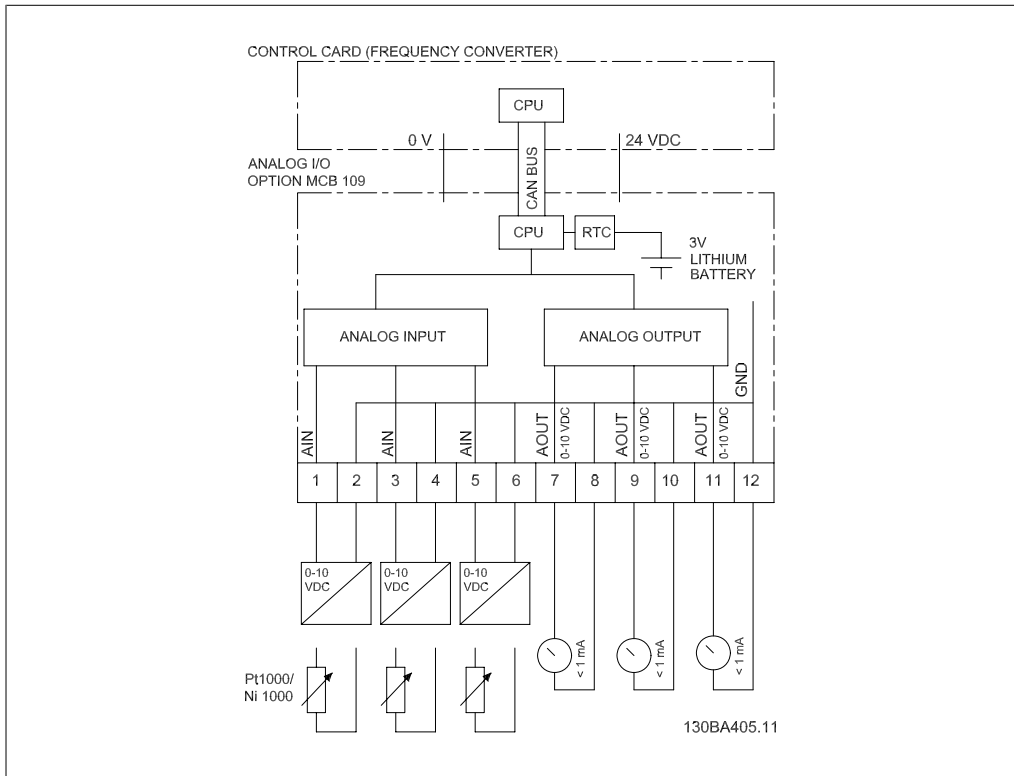 CONTROL CARD (FREQUENCY CONVERTER)
CPU
0 V
24 VDC
CAN BUS
ANALOG I/O
OPTION MCB 109
CPU
RTC
3V
LITHIUM
BATTERY
ANALOG INPUT
ANALOG OUTPUT
GND
AIN
AIN
AIN
AOUT
0-10 VDC
AOUT
0-10 VDC
AOUT
0-10 VDC
1 2 3 4 5 6 7 8 9 10 11 12
0-10
VDC
0-10
VDC
0-10
VDC
< 1 mA
< 1 mA
< 1 mA
Pt1000/
Ni 1000
130BA405.11